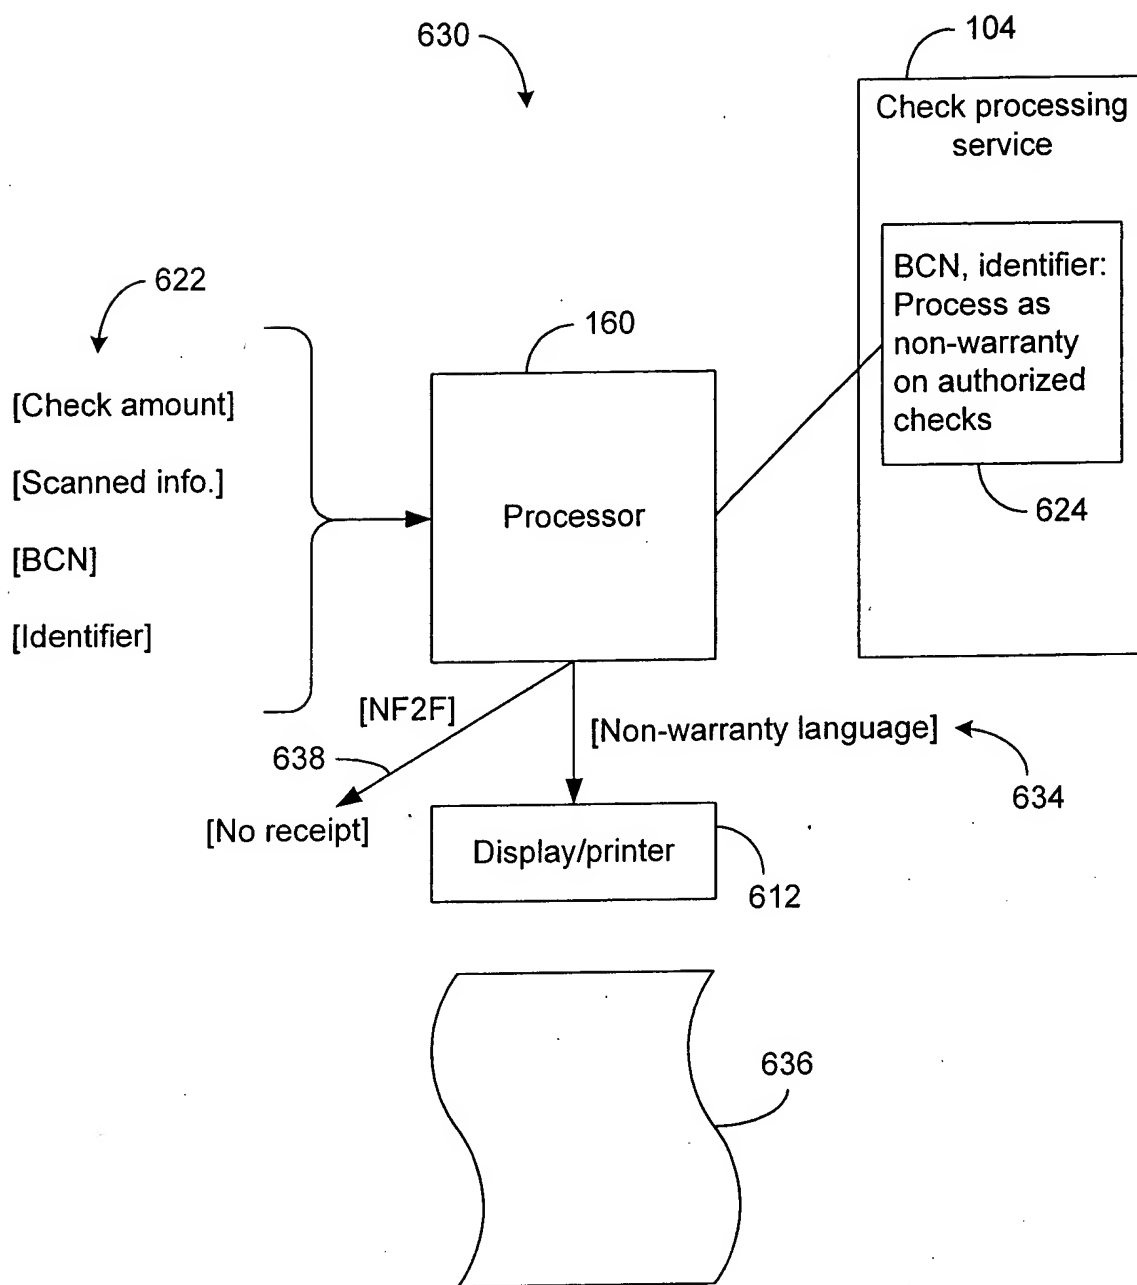 630
104
Check processing
service
622
BCN, identifier:
Process as
non-warranty
on authorized
checks
160
[Check amount]
[Scanned info.]
Processor
624
[BCN]
[Identifier]
[NF2F]
[Non-warranty language]
638
634
[No receipt]
Display/printer
612
636